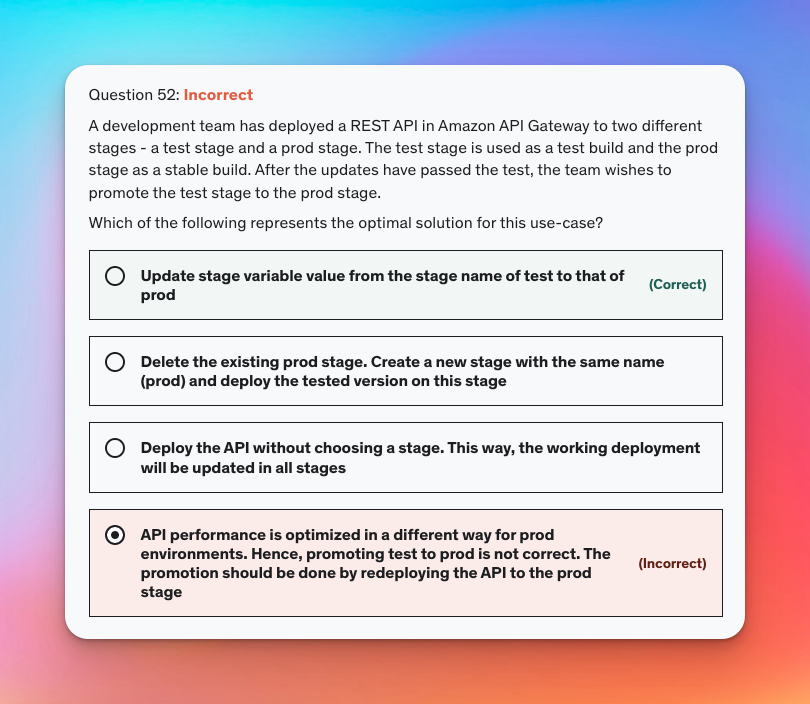 Question 52: Incorrect
A development team has deployed a REST API in Amazon API Gateway to two different
stages - a test stage and a prod stage. The test stage is used as a test build and the prod
stage as a stable build. After the updates have passed the test, the team wishes to
promote the test stage to the prod stage.
Which of the following represents the optimal solution for this use-case?
Update stage variable value from the stage name of test to that of
prod
(Correct)
Delete the existing prod stage. Create a new stage with the same name
(prod) and deploy the tested version on this stage
Deploy the API without choosing a stage. This way, the working deployment
will be updated in all stages
API performance is optimized in a different way for prod
environments. Hence, promoting test to prod is not correct. The
promotion should be done by redeploying the API to the prod
stage
(Incorrect)